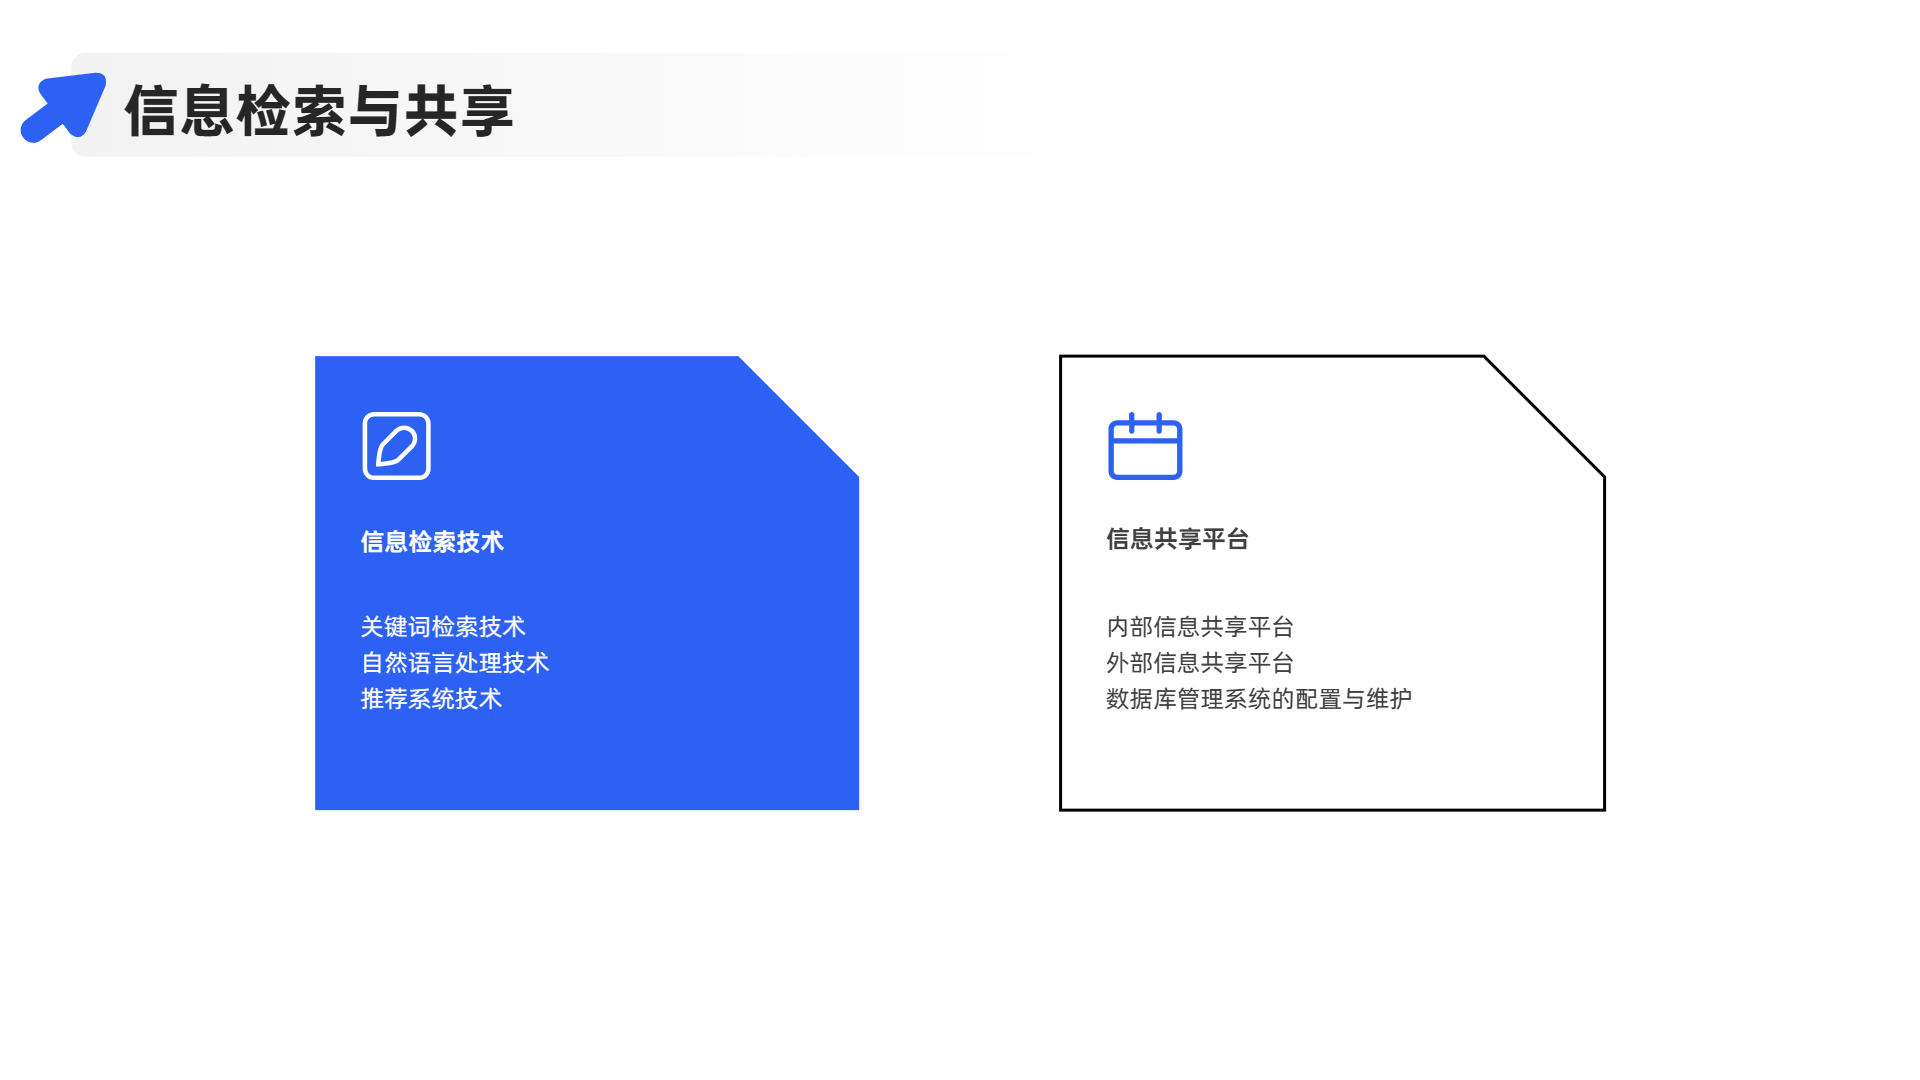 信息检索与共享
信息检索技术
关键词检索技术
自然语言处理技术
推荐系统技术
信息共享平台
内部信息共享平台
外部信息共享平台
数据库管理系统的配置与维护